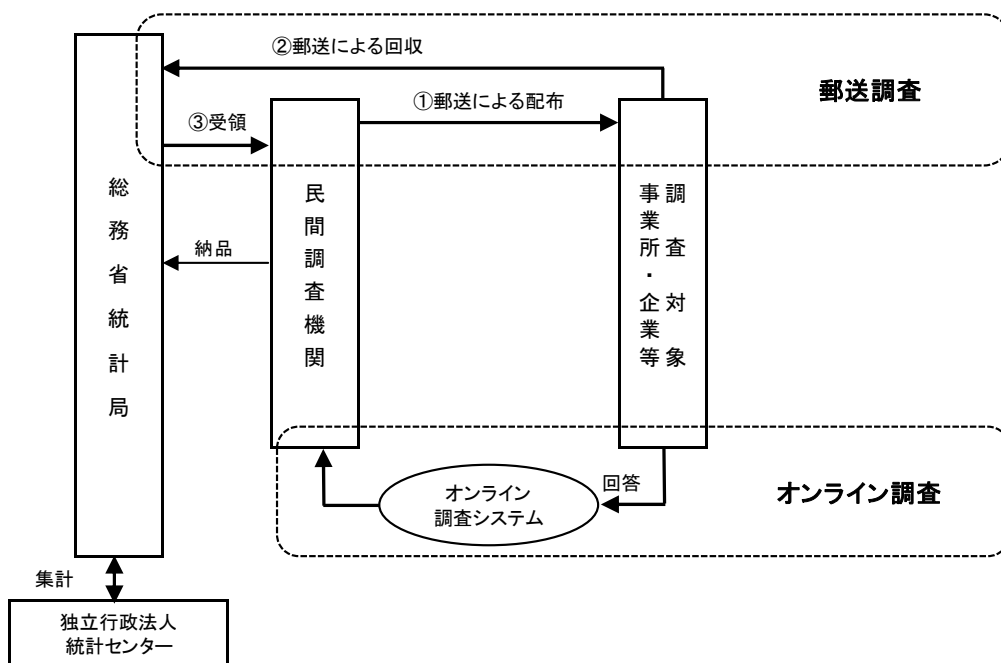 ②郵送による回収
郵送調査
①郵送による配布
③受領
総務省統計局
民間調査機関
調査対象
事業所・企業等
納品
オンライン調査
回答
オンライン
調査システム
集計
独立行政法人
統計センター